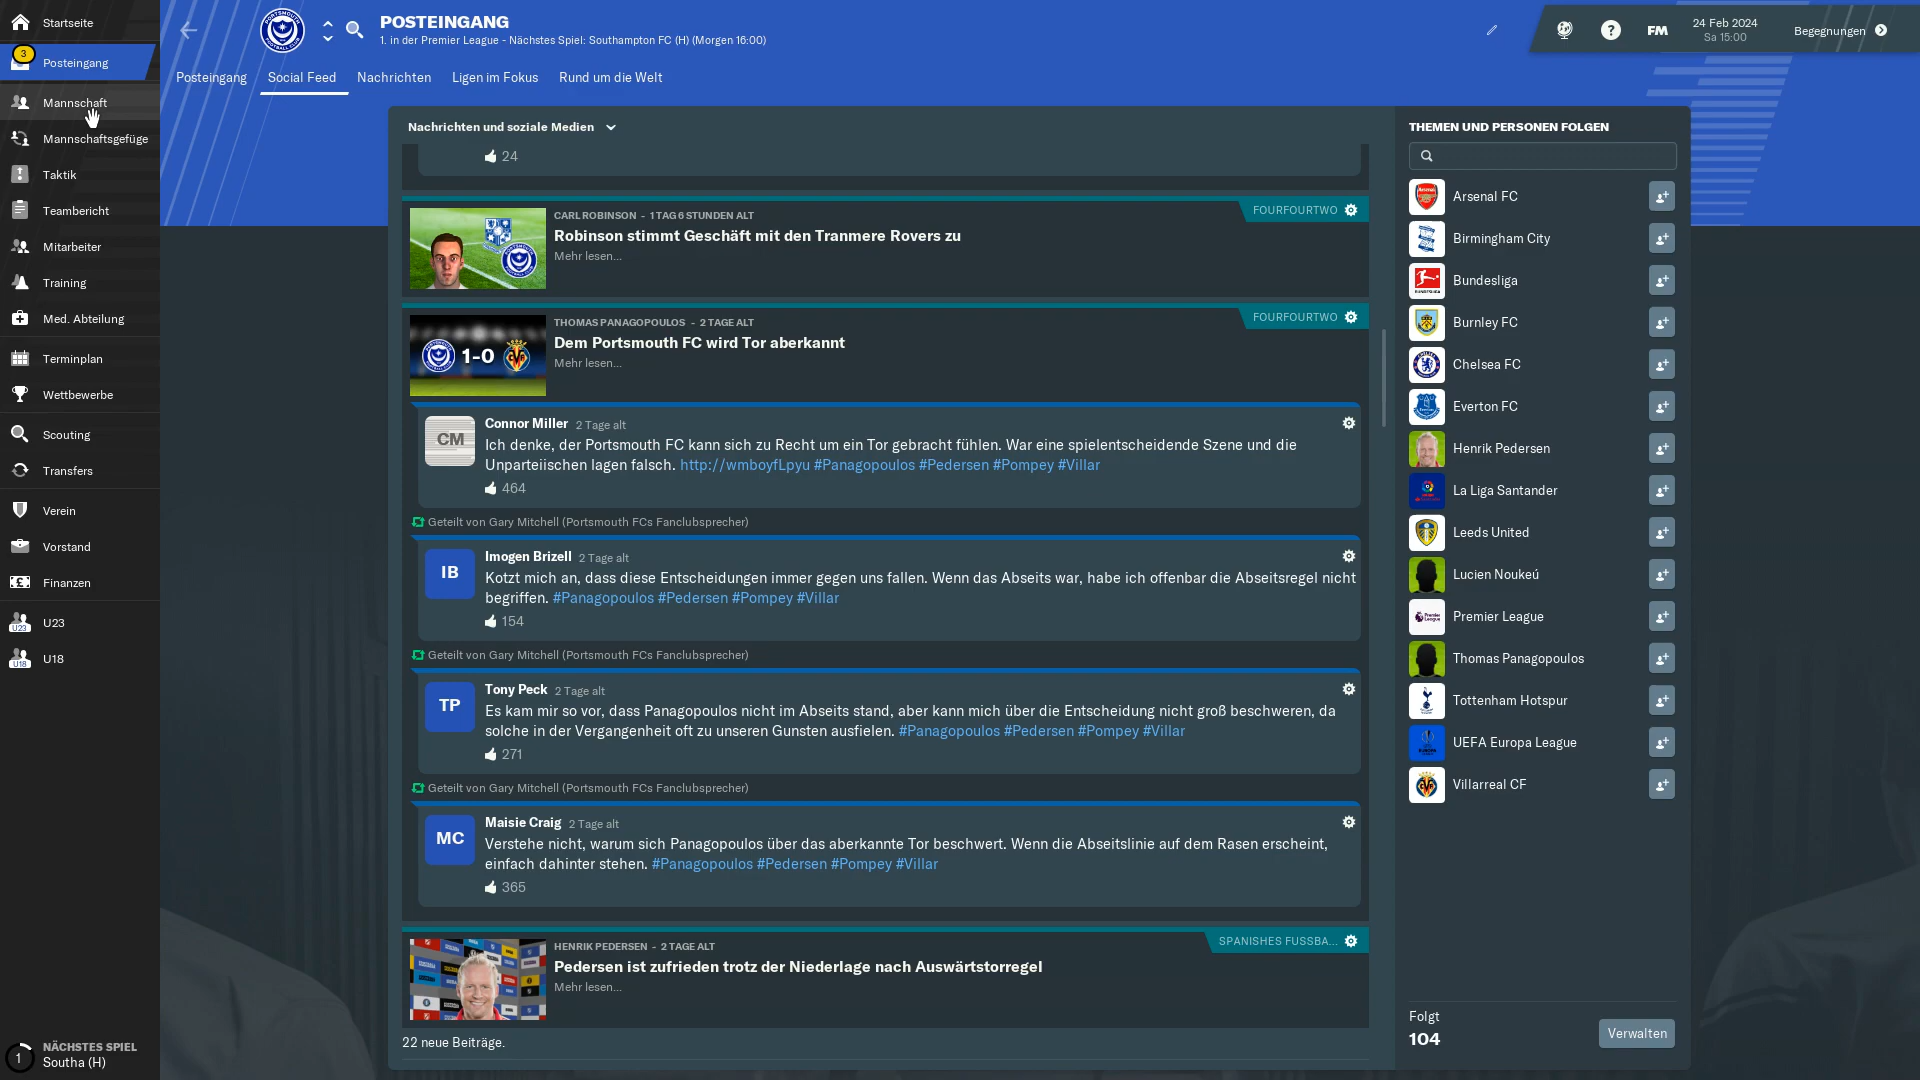 Startseite
3
Posteingang
Mannschaft
Mannschaftsgefüge
Taktik
Teambericht
Mitarbeiter
Training
Med. Abteilung
Terminplan
Wettbewerbe
Scouting
Transfers
Verein
Vorstand
Finanzen
U23
U23
U18
U18
1
NÄCHSTES SPIEL
Southa (H)
POSTEINGANG
1. in der Premier League - Nächstes Spiel: Southampton FC (H) (Morgen 16:00)
FM
24 Feb 2024
Sa 15:00
Begegnungen
Posteingang
Social Feed
Nachrichten
Ligen im Fokus
Rund um die Welt
Nachrichten und soziale Medien
24
CARL ROBINSON - 1 TAG 6 STUNDEN ALT
FOURFOURTWO
Robinson stimmt Geschäft mit den Tranmere Rovers zu
Mehr lesen...
THOMAS PANAGOPOULOS - 2 TAGE ALT
FOURFOURTWO
Dem Portsmouth FC wird Tor aberkannt
1-0
Mehr lesen...
CM
Connor Miller 2 Tage alt
Ich denke, der Portsmouth FC kann sich zu Recht um ein Tor gebracht fühlen. War eine spielentscheidende Szene und die
Unparteiischen lagen falsch. http://wmboyfLpyu #Panagopoulos #Pedersen #Pompey #Villar
464
Geteilt von Gary Mitchell (Portsmouth FCs Fanclubsprecher)
IB
Imogen Brizell 2 Tage alt
Kotzt mich an, dass diese Entscheidungen immer gegen uns fallen. Wenn das Abseits war, habe ich offenbar die Abseitsregel nicht
begriffen. #Panagopoulos #Pedersen #Pompey #Villar
154
Geteilt von Gary Mitchell (Portsmouth FCs Fanclubsprecher)
TP
Tony Peck 2 Tage alt
Es kam mir so vor, dass Panagopoulos nicht im Abseits stand, aber kann mich über die Entscheidung nicht groß beschweren, da
solche in der Vergangenheit oft zu unseren Gunsten ausfielen. #Panagopoulos #Pedersen #Pompey #Villar
271
Geteilt von Gary Mitchell (Portsmouth FCs Fanclubsprecher)
MC
Maisie Craig 2 Tage alt
Verstehe nicht, warum sich Panagopoulos über das aberkannte Tor beschwert. Wenn die Abseitslinie auf dem Rasen erscheint,
einfach dahinter stehen. #Panagopoulos #Pedersen #Pompey #Villar
365
HENRIK PEDERSEN - 2 TAGE ALT
SPANISHES FUSSBA...
Pedersen ist zufrieden trotz der Niederlage nach Auswärtstorregel
Mehr lesen...
22 neue Beiträge.
THEMEN UND PERSONEN FOLGEN
Arsenal FC
Birmingham City
Bundesliga
Burnley FC
Chelsea FC
Everton FC
Henrik Pedersen
La Liga Santander
Leeds United
Lucien Noukeú
Premier League
Thomas Panagopoulos
Tottenham Hotspur
UEFA Europa League
Villarreal CF
Folgt
104
Verwalten